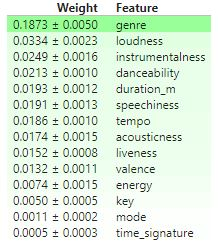 Weight Feature
0.1873 ± 0.0050 genre
0.0334 ± 0.0023 loudness
0.0249 ± 0.0016 instrumentalness
0.0213 ± 0.0010 danceability
0.0193 ± 0.0012 duration_m
0.0191 ± 0.0013 speechiness
0.0186 ± 0.0010 tempo
0.0174 ± 0.0015 acousticness
0.0152 ± 0.0008 liveness
0.0132 ± 0.0011 valence
0.0074 ± 0.0015 energy
0.0050 ± 0.0005 key
0.0011 ± 0.0002 mode
0.0005 ± 0.0003 time_signature